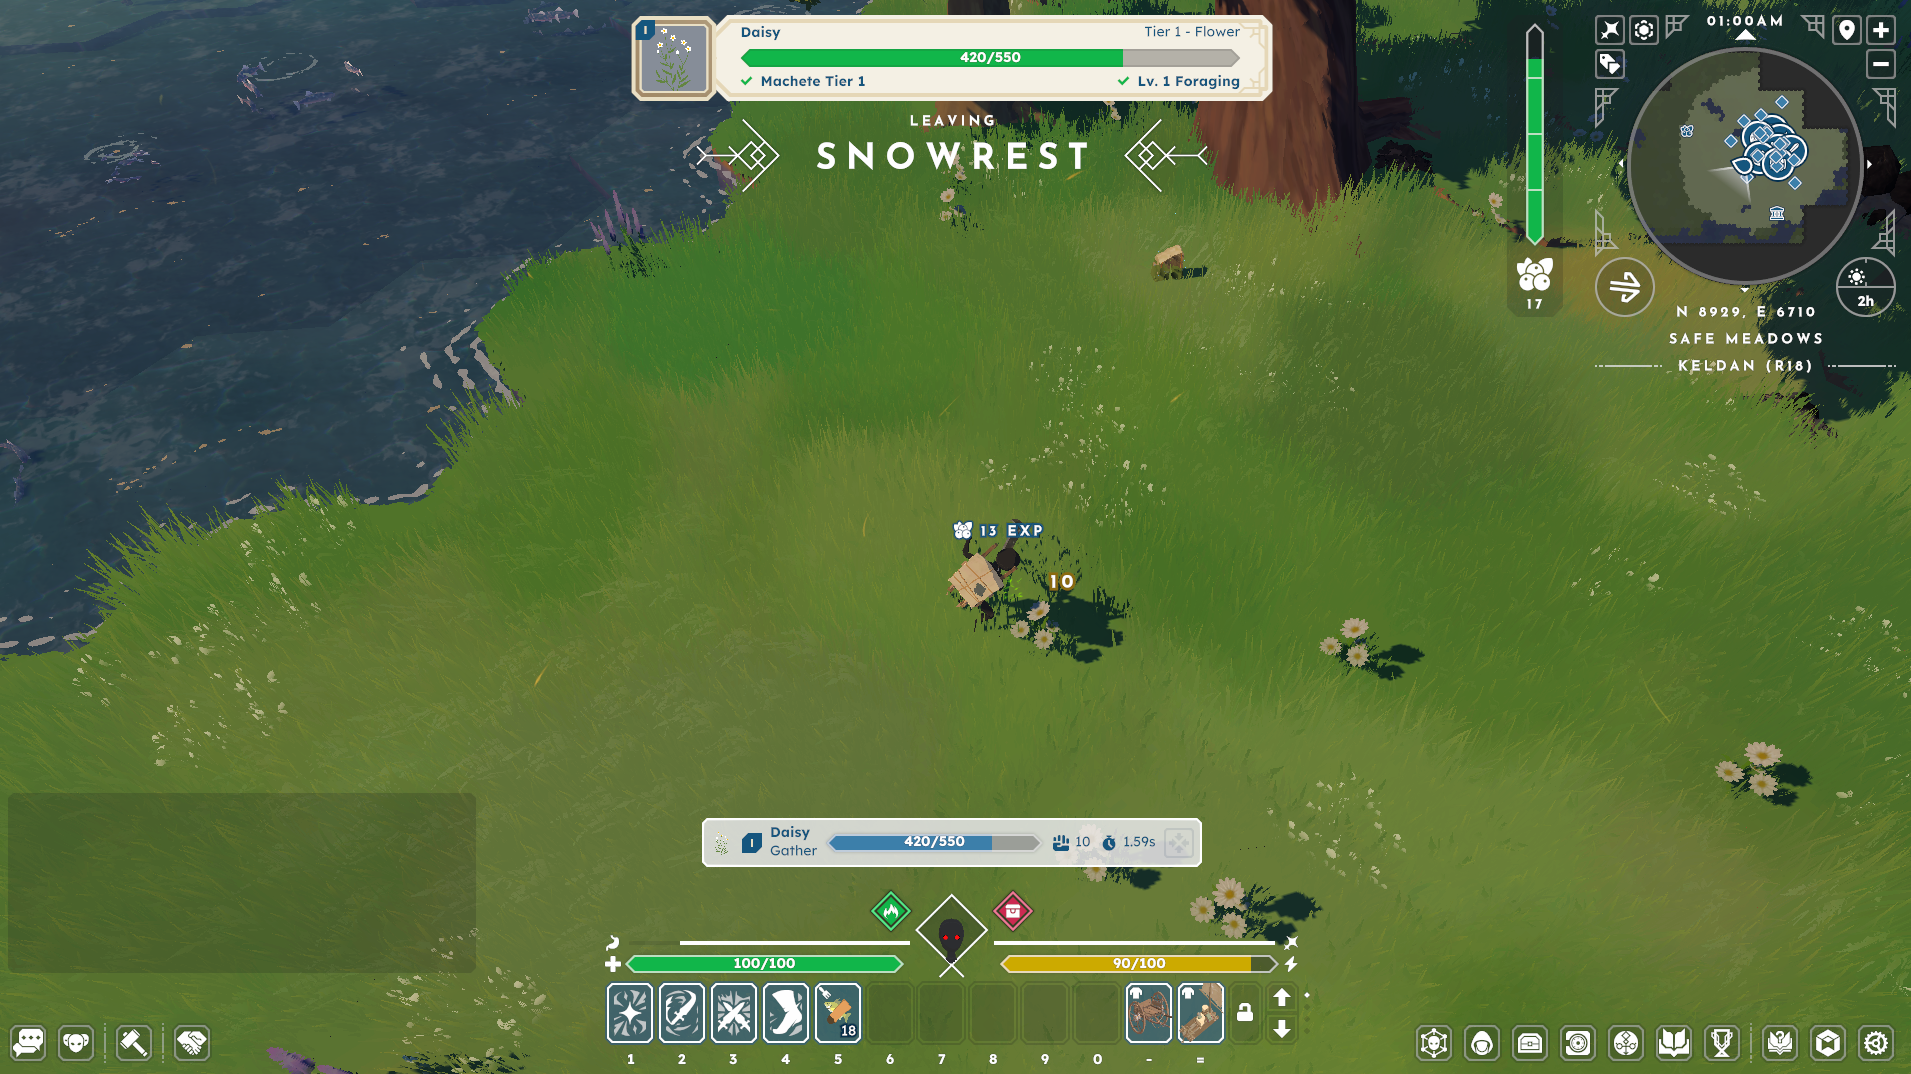 I
Daisy
Tier 1 - Flower
420/550
Machete Tier 1
Lv. 1 Foraging
LEAVING
SNOWREST
01:00AM
17
2h
N 8929, E 6710
SAFE MEADOWS
KELDAN (R18)
13 EXP
10
I
Daisy
Gather
420/550
10
1.59s
100/100
90/100
18
1
2
3
4
5
6
7
8
9
0
-
=